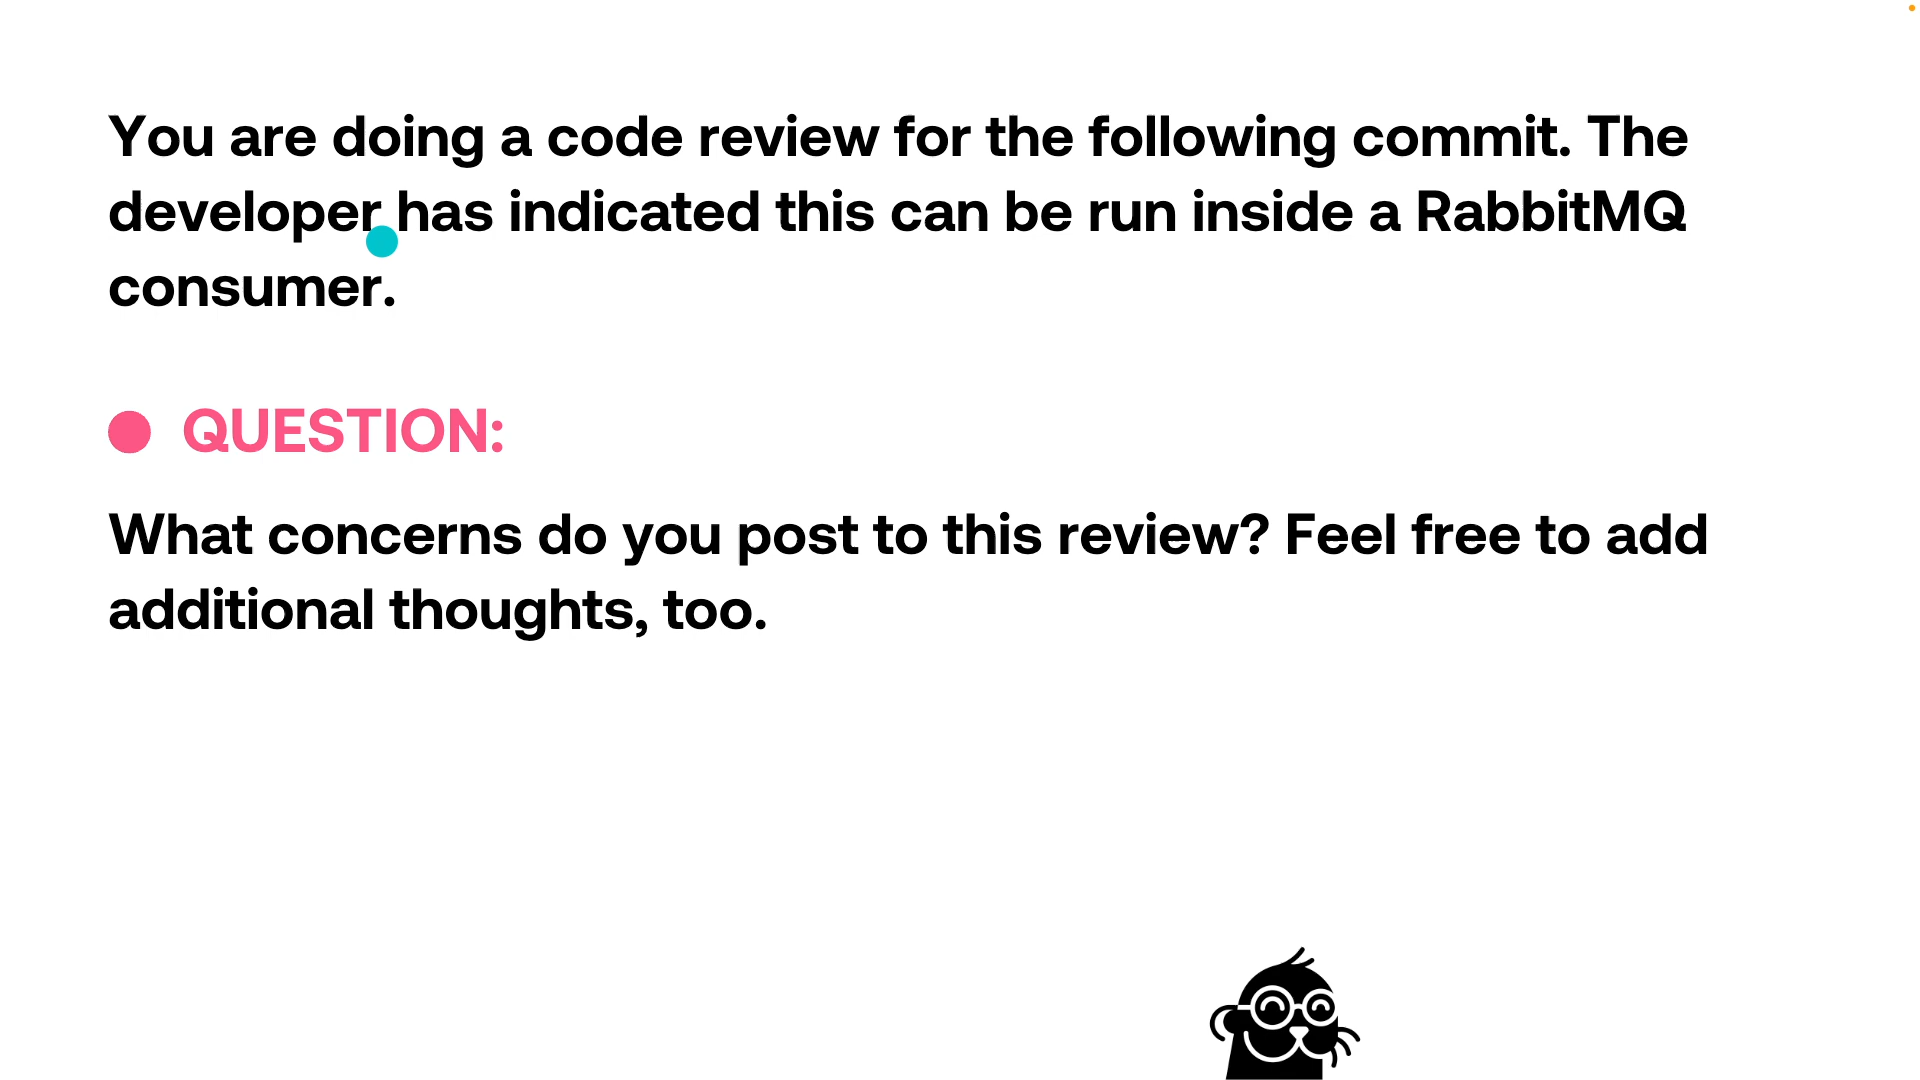 You are doing a code review for the following commit. The
developer has indicated this can be run inside a RabbitMQ
consumer.
QUESTION:
What concerns do you post to this review? Feel free to add
additional thoughts, too.